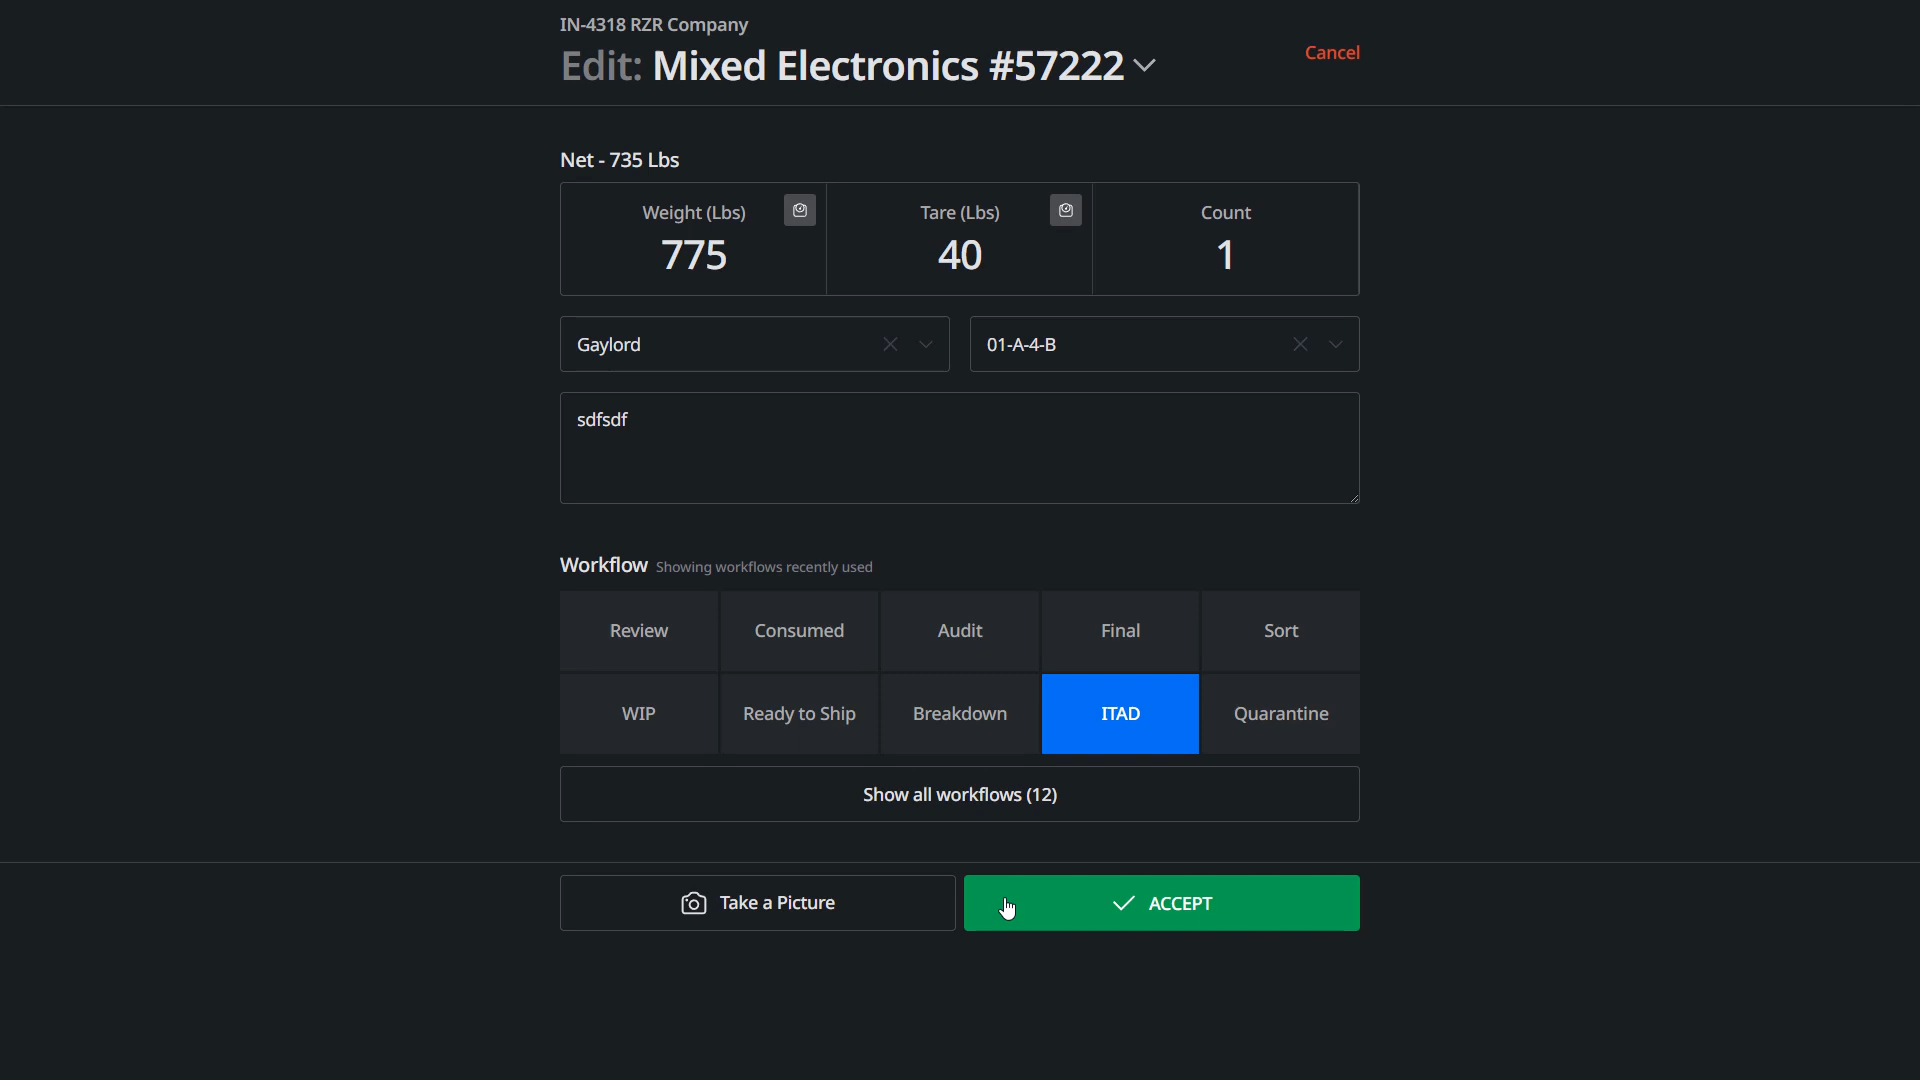 IN-4318 RZR Company
Edit: Mixed Electronics #57222
Cancel
Net - 735 Lbs
Weight (Lbs)
775
Tare (Lbs)
40
Count
1
Gaylord
01-A-4-B
sdfsdf
Workflow Showing workflows recently used
Review Consumed Audit Final Sort
WIP Ready to Ship Breakdown ITAD Quarantine
Show all workflows (12)
Take a Picture
ACCEPT